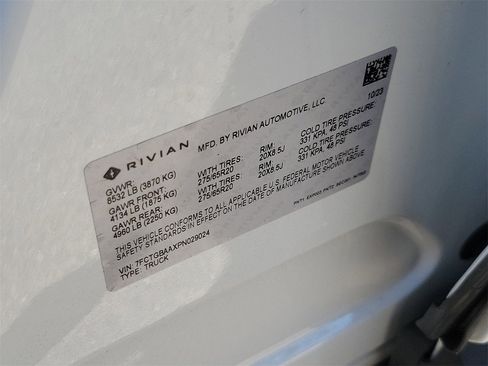 RIVIAN MFD. BY RIVIAN AUTOMOTIVE, LLC 10/23
GVWR:
8532 LB (3870 KG) WITH TIRES: RIM: COLD TIRE PRESSURE:
GAWR FRONT: 275/65R20 20X8.5J 331 KPA, 48 PSI
4134 LB (1875 KG) WITH TIRES: RIM: COLD TIRE PRESSURE:
GAWR REAR: 275/65R20 20X8.5J 331 KPA, 48 PSI
4960 LB (2250 KG)
THIS VEHICLE CONFORMS TO ALL APPLICABLE U.S. FEDERAL MOTOR VEHICLE
SAFETY STANDARDS IN EFFECT ON THE DATE OF MANUFACTURE SHOWN ABOVE.
VIN: 7FCTGBAAXPN029024
TYPE: TRUCK